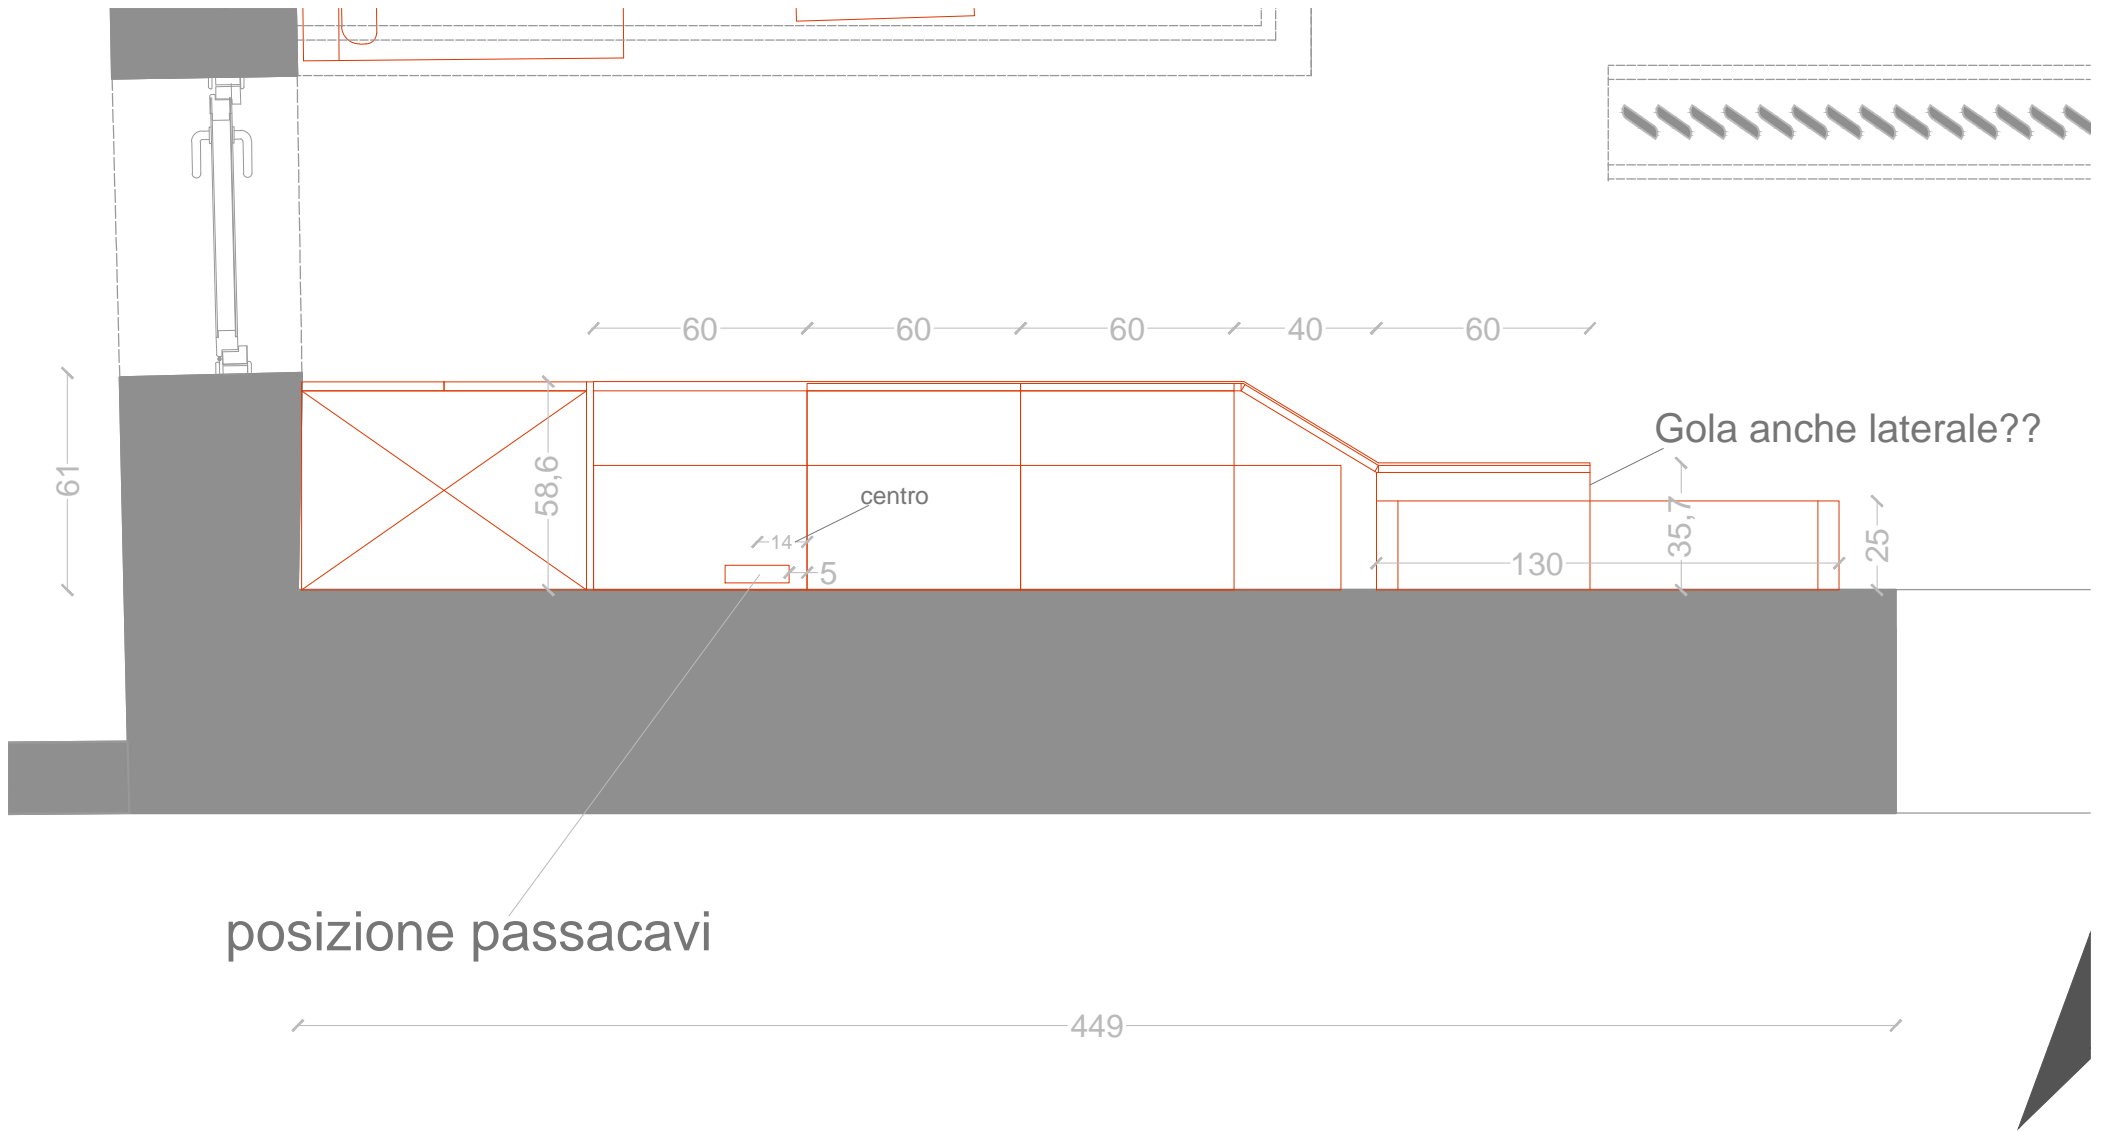 60 60 60 40 60
Gola anche laterale??
61
58,6
centro
35,7
14
5
130
25
posizione passacavi
449